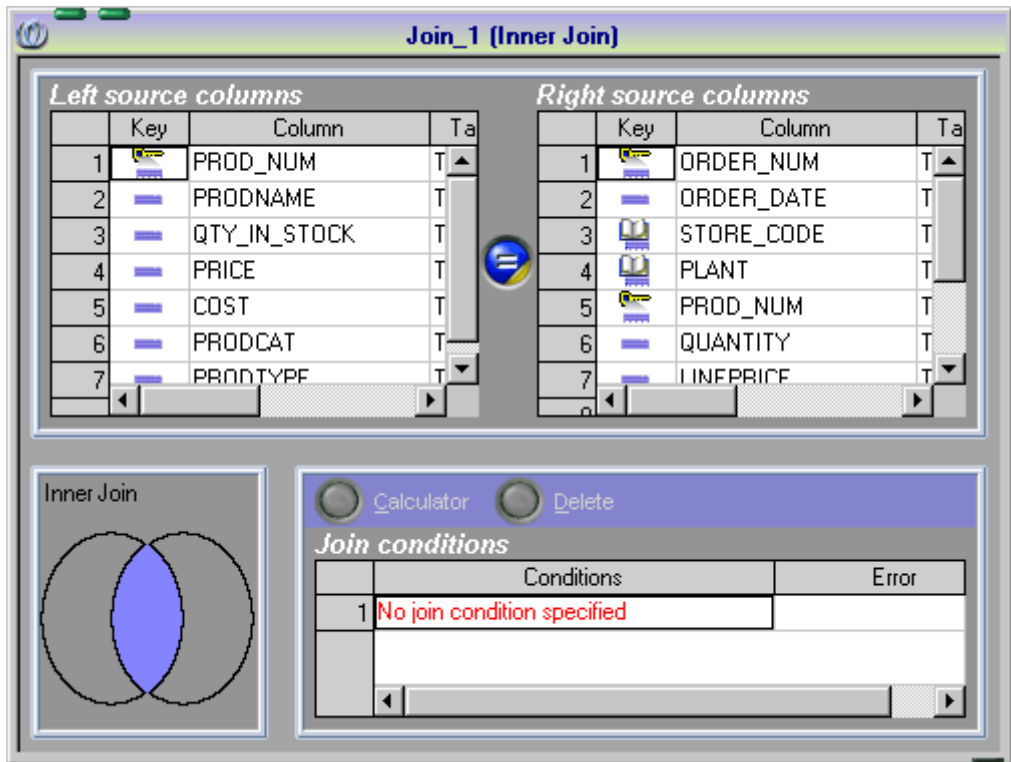 Join_1 (Inner Join)
Left source columns
Key Column Ta
1 PROD_NUM T
2 PRODNAME T
3 QTY_IN_STOCK T
4 PRICE T
5 COST T
6 PRODCAT T
7 PRODTYPE T
Right source columns
Key Column Ta
1 ORDER_NUM T
2 ORDER_DATE T
3 STORE_CODE T
4 PLANT T
5 PROD_NUM T
6 QUANTITY T
7 LINEPRICE T
Inner Join
Calculator Delete
Join conditions
Conditions Error
1 No join condition specified